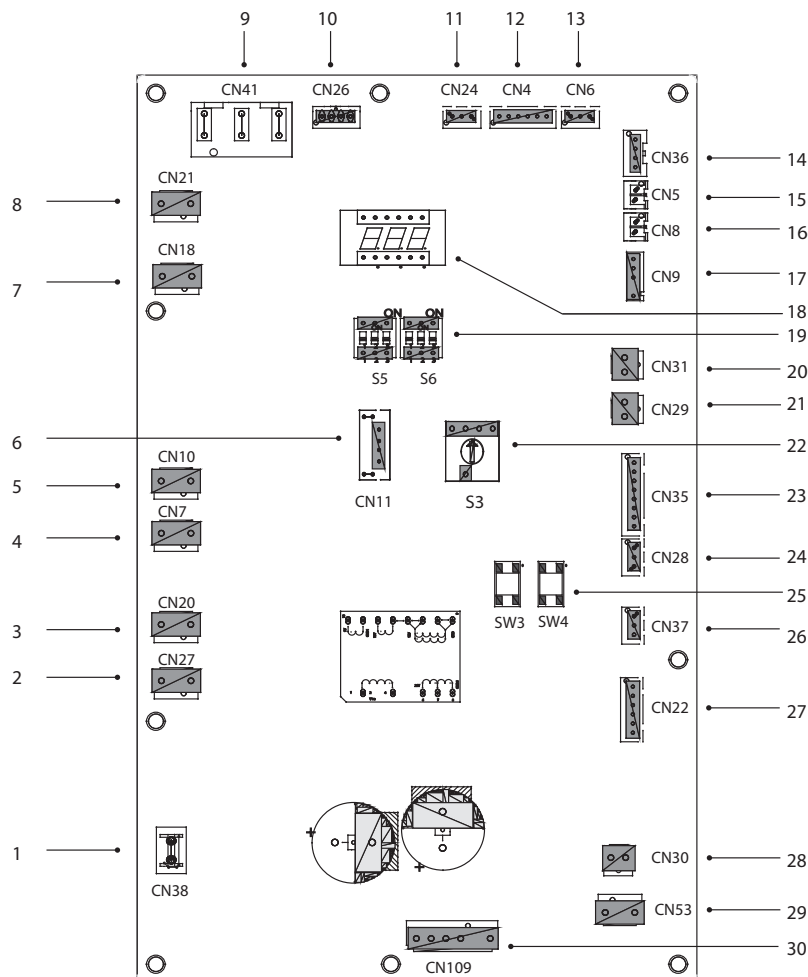 9 10 11 12 13
CN41 CN26 CN24 CN4 CN6
CN36 14
CN21 CN5 15
8 CN8 16
CN18 CN9 17
7
18
ON ON 19
S5 S6
CN31 20
CN29 21
6 22
CN11 S3
CN10
5 CN35 23
CN7
4 CN28 24
SW3 SW4 25
CN20 CN37 26
3
CN27
2 CN22 27
1 CN30 28
CN38
CN53 29
CN109 30